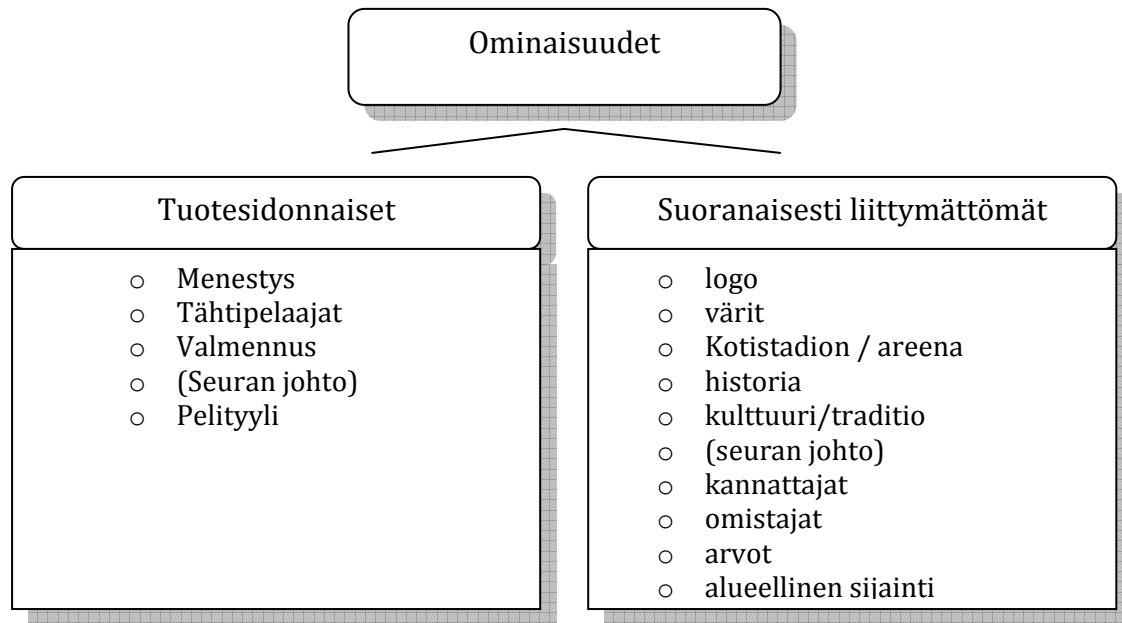 Ominaisuudet
Tuotesidonnaiset
○ Menestys
○ Tähtipelaajat
○ Valmennus
○ (Seuran johto)
○ Pelityyli
Suoranaisesti liittymättömät
○ logo
○ värit
○ Kotistadion / areena
○ historia
○ kulttuuri/traditio
○ (seuran johto)
○ kannattajat
○ omistajat
○ arvot
○ alueellinen sijainti